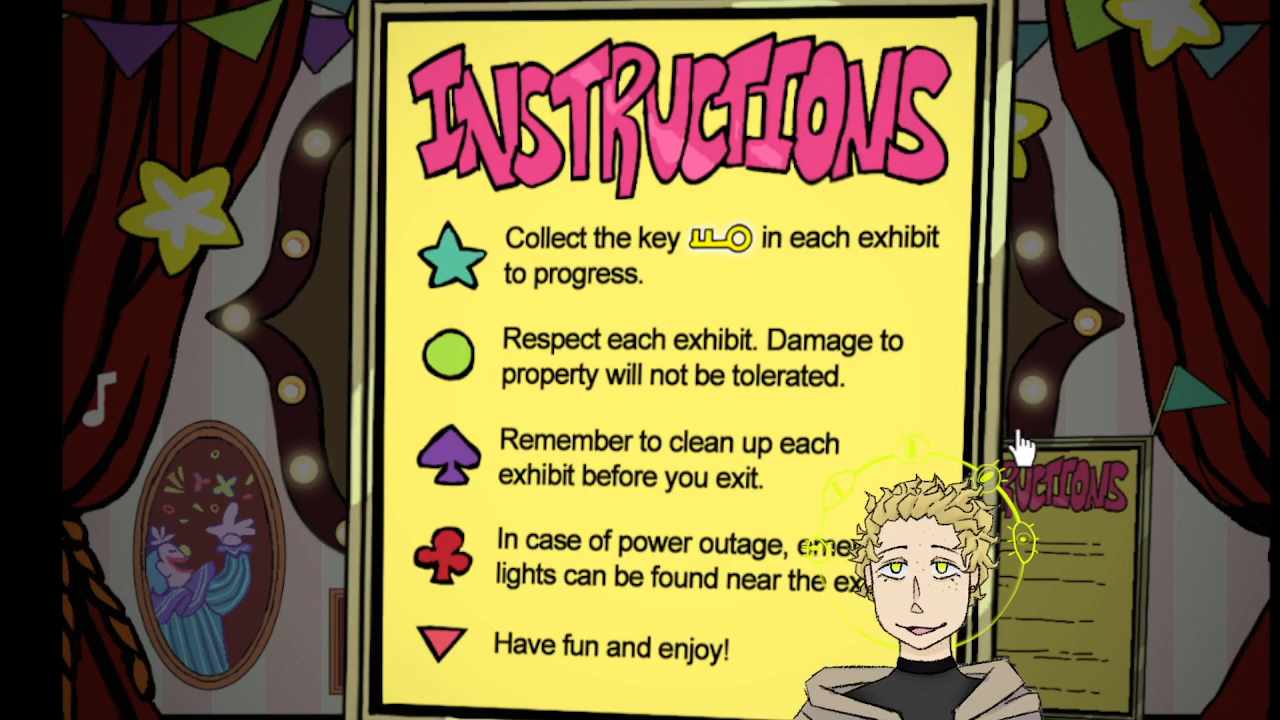 INSTRUCTIONS
Collect the key in each exhibit
to progress.
Respect each exhibit. Damage to
property will not be tolerated.
Remember to clean up each
exhibit before you exit.
In case of power outage,
lights can be found near the
Have fun and enjoy!
RUCTIONS